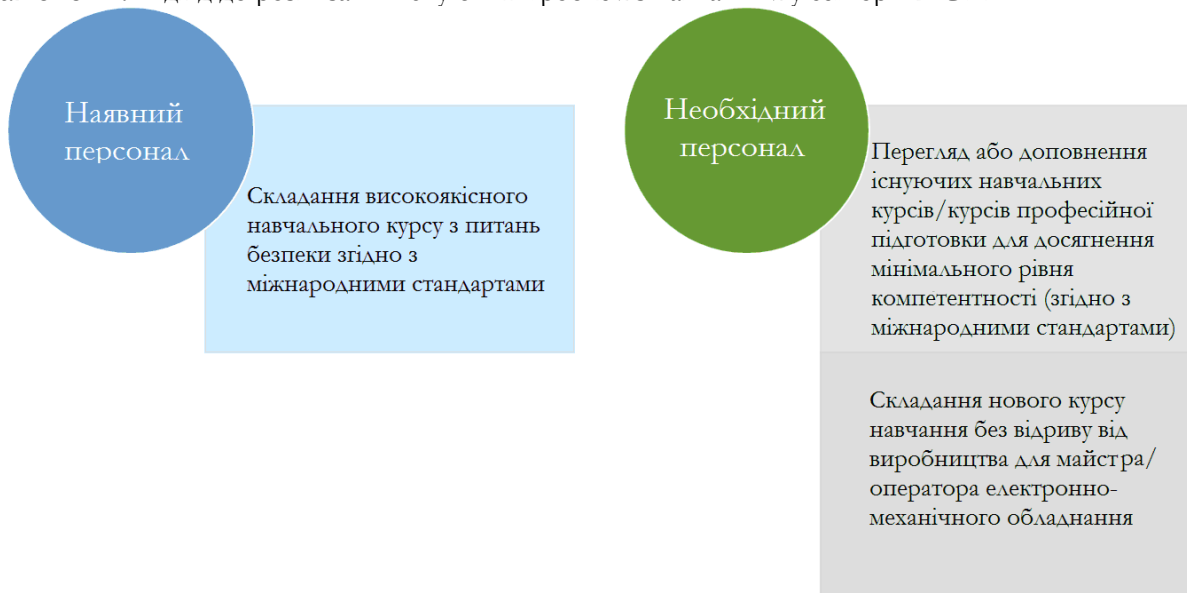 Наявний
персонал
Складання високоякісного
навчального курсу з питань
безпеки згідно з
міжнародними стандартами
Необхідний
персонал
Перегляд або доповнення
існуючих навчальних
курсів/курсів професійної
підготовки для досягнення
мінімального рівня
компетентності (згідно з
міжнародними стандартами)
Складання нового курсу
навчання без відриву від
виробництва для майстра/
оператора електронно-
механічного обладнання